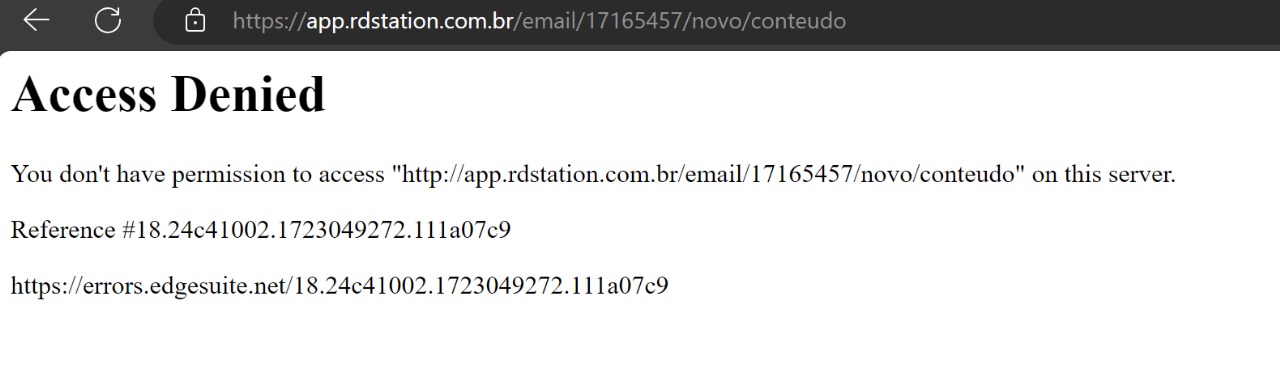 https://app.rdstation.com.br/email/17165457/novo/conteudo
Access Denied
You don't have permission to access "http://app.rdstation.com.br/email/17165457/novo/conteudo" on this server.
Reference #18.24c41002.1723049272.111a07c9
https://errors.edgesuite.net/18.24c41002.1723049272.111a07c9